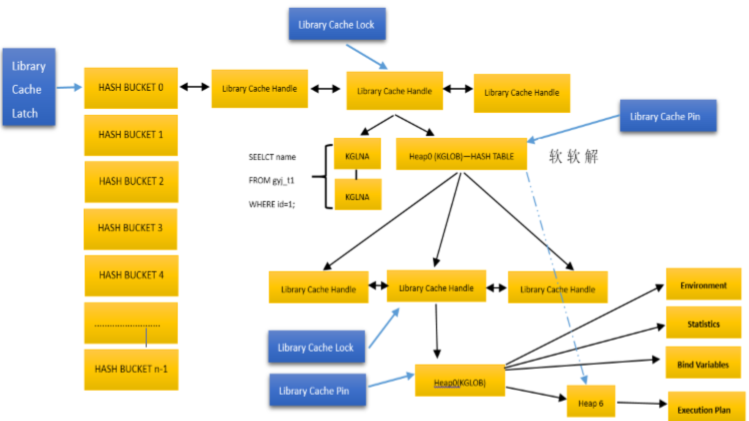 Library Cache Lock
Library
Cache
Latch
HASH BUCKET 0
Library Cache Handle
Library Cache Handle
Library Cache Handle
HASH BUCKET 1
Library Cache Pin
SEELCT name
FROM gyj_t1
WHERE id=1;
KGLNA
KGLNA
Heap0 (KGLOB)—HASH TABLE
软软解
HASH BUCKET 2
HASH BUCKET 3
HASH BUCKET 4
Library Cache Handle
Library Cache Handle
Library Cache Handle
Environment
............................
Statistics
Library Cache Lock
HASH BUCKET n-1
Bind Variables
Library Cache Pin
Heap0(KGLOB)
Heap 6
Execution Plan